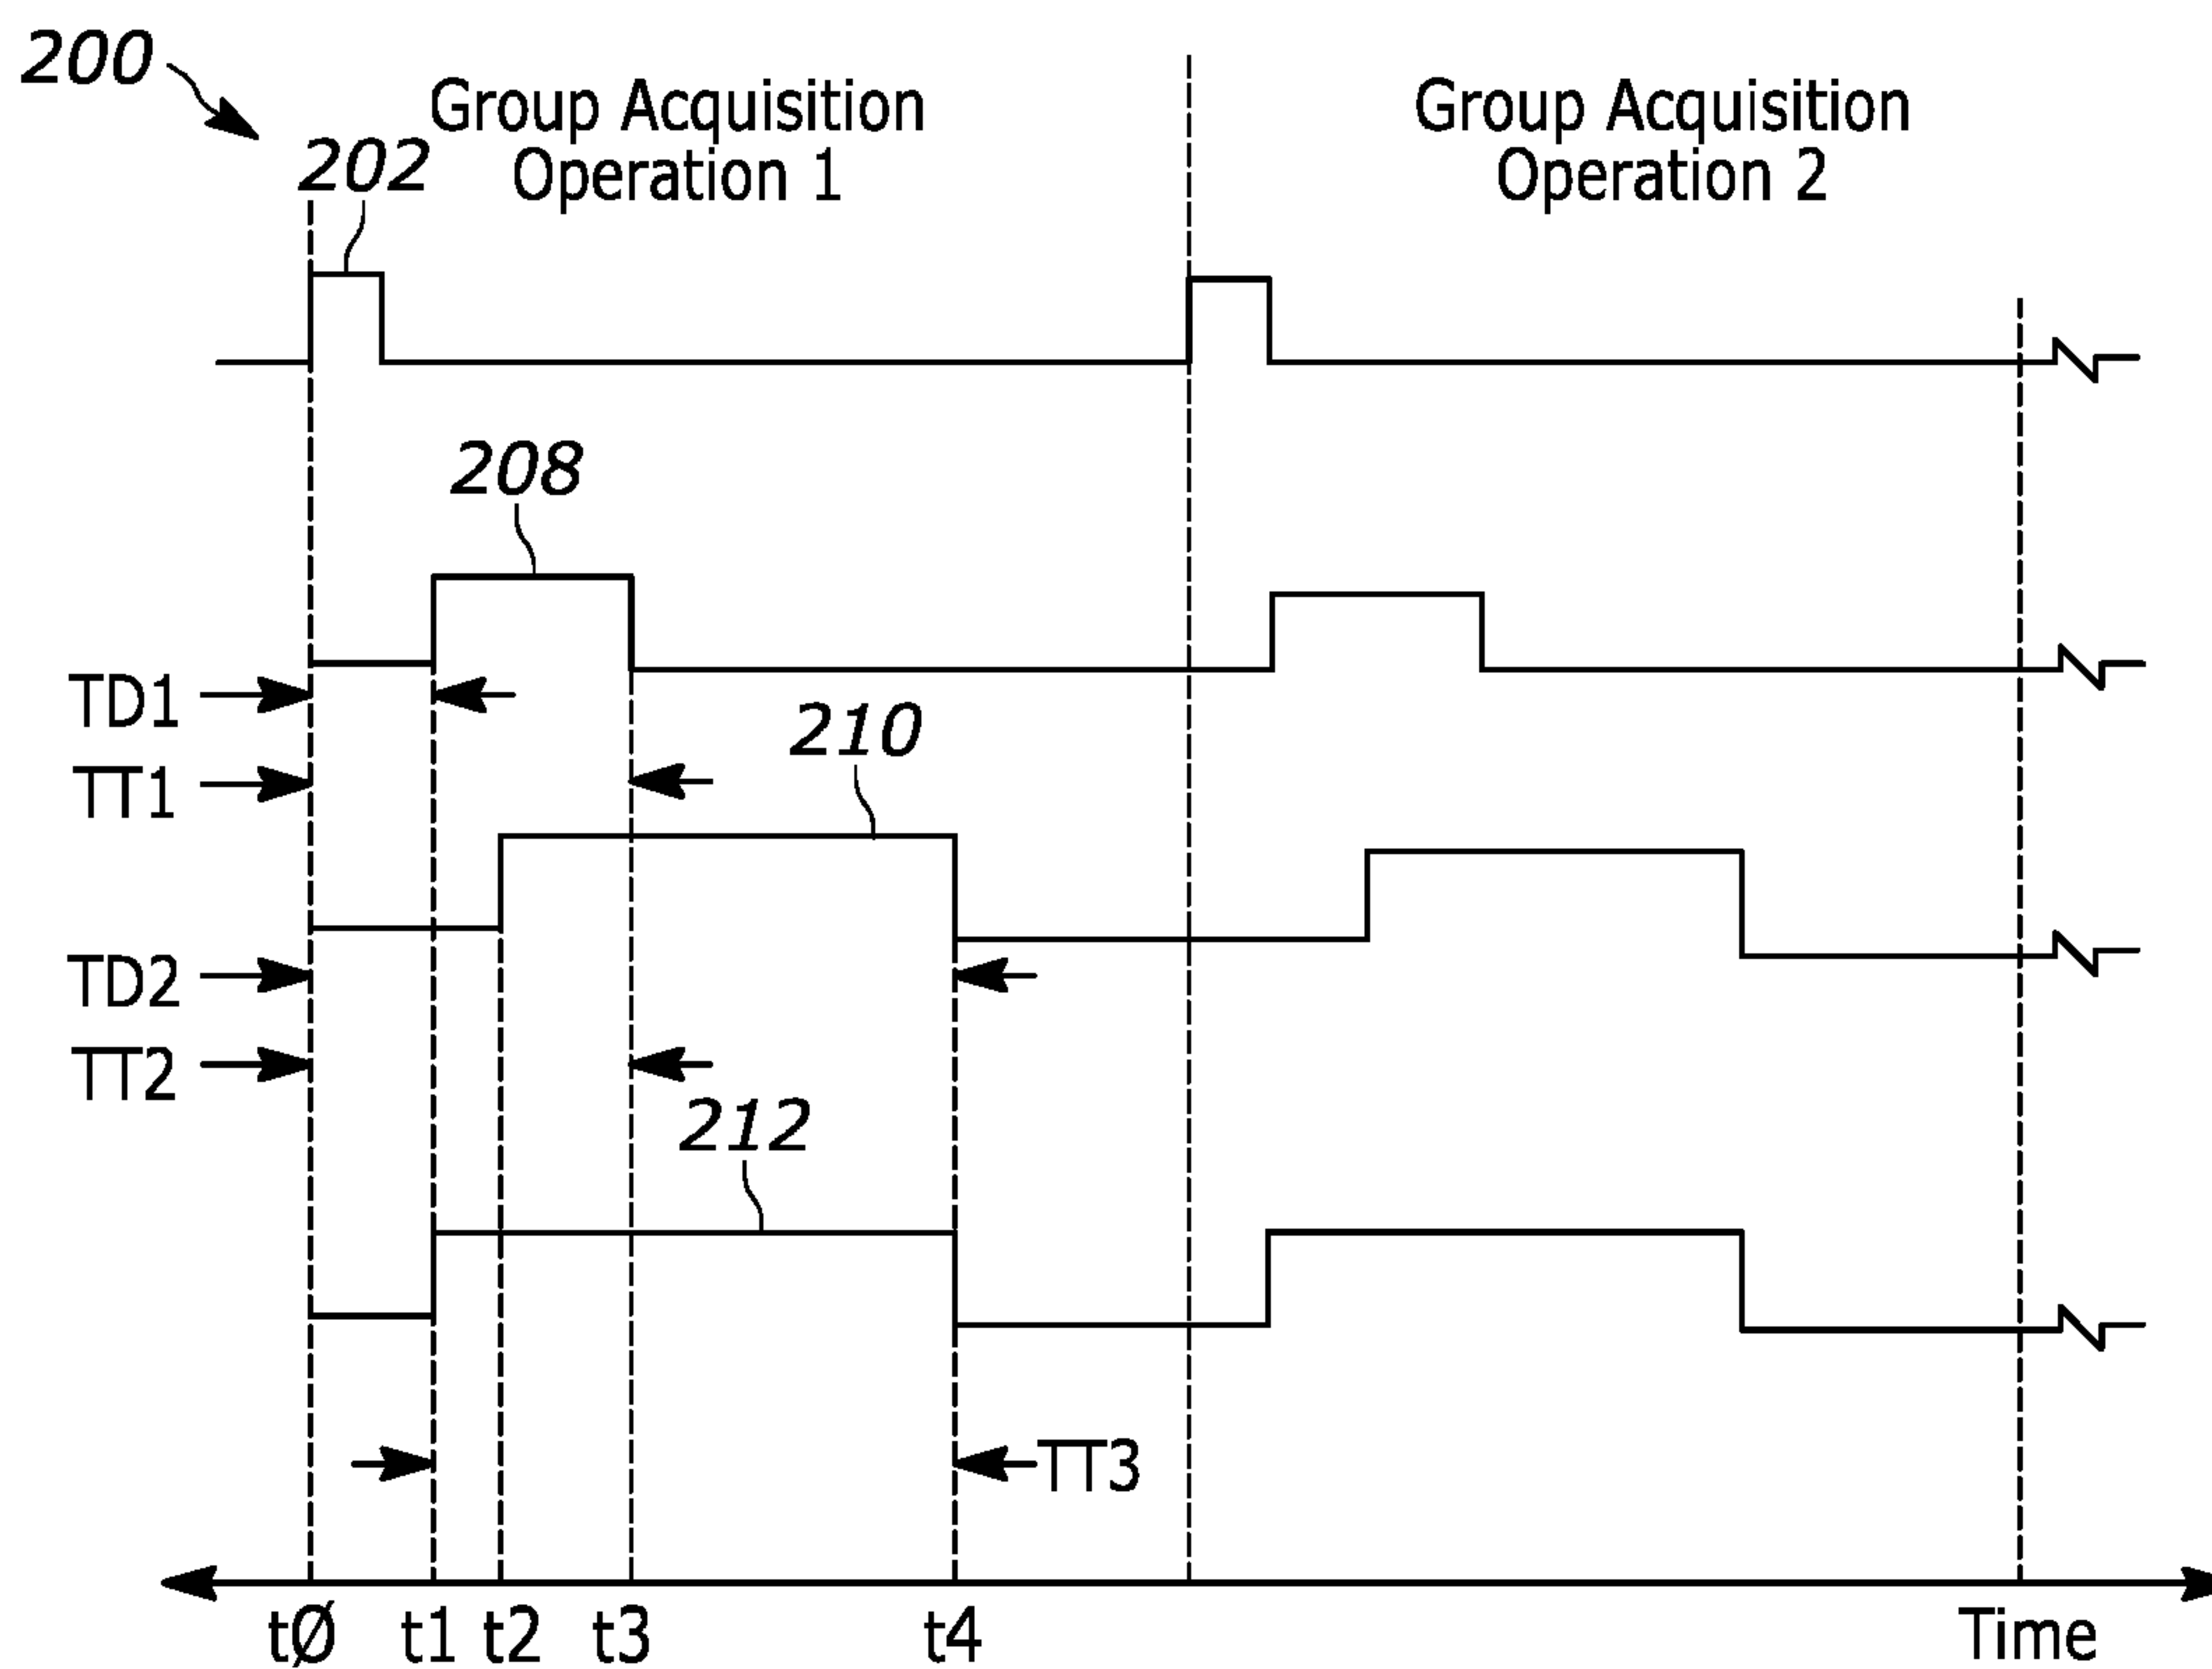 200
Group Acquisition
Operation 1
Group Acquisition
Operation 2
202
208
TD1
210
TT1
TD2
TT2
212
TT3
tØ t1 t2 t3 t4 Time